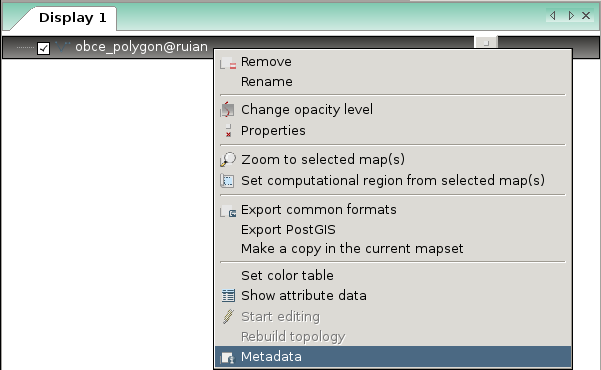 Display 1
obce_polygon@ruian
Remove
Rename
Change opacity level
Properties
Zoom to selected map(s)
Set computational region from selected map(s)
Export common formats
Export PostGIS
Make a copy in the current mapset
Set color table
Show attribute data
Start editing
Rebuild topology
Metadata